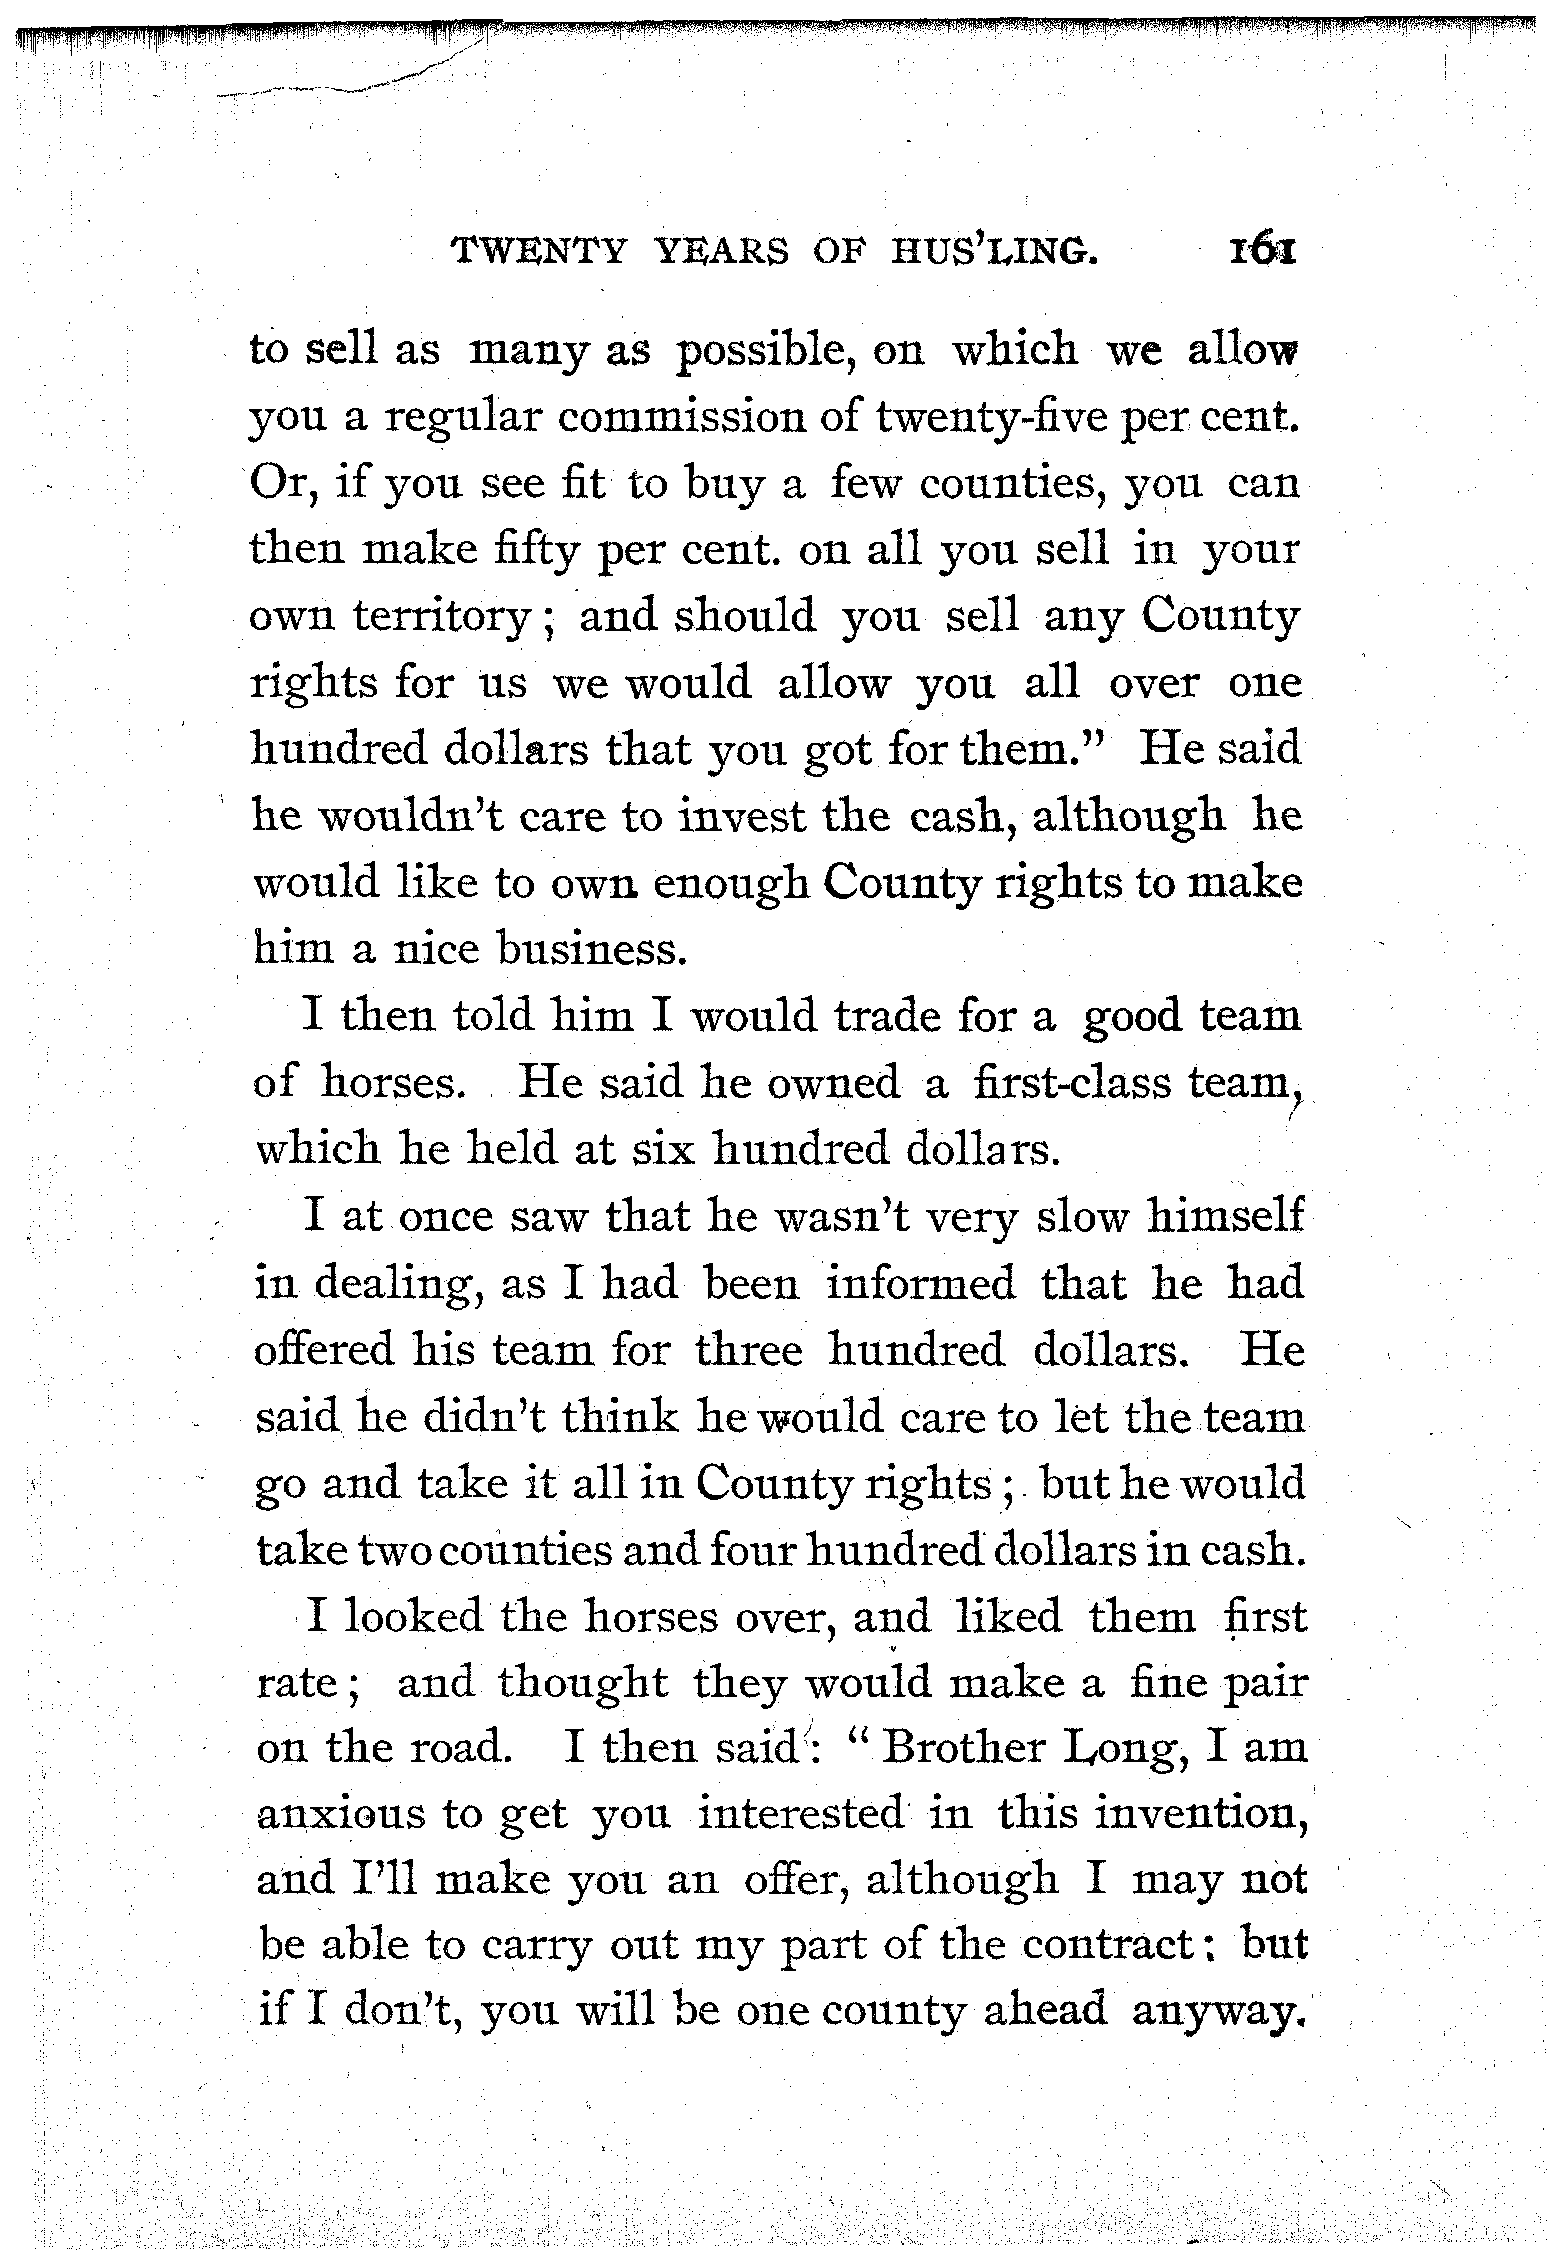 TWENTY YEARS OF HUS'LING. 161
to sell as many as possible, on which we allow
you a regular commission of twenty-five per cent.
Or, if you see fit to buy a few counties, you can
then make fifty per cent. on all you sell in your
own territory; and should you sell any County
rights for us we would allow you all over one
hundred dollars that you got for them." He said
he wouldn't care to invest the cash, although he
would like to own enough County rights to make
him a nice business.
I then told him I would trade for a good team
of horses. He said he owned a first-class team,
which he held at six hundred dollars.
I at once saw that he wasn't very slow himself
in dealing, as I had been informed that he had
offered his team for three hundred dollars. He
said he didn't think he would care to let the team
go and take it all in County rights; but he would
take two counties and four hundred dollars in cash.
I looked the horses over, and liked them first
rate; and thought they would make a fine pair
on the road. I then said: "Brother Long, I am
anxious to get you interested in this invention,
and I'll make you an offer, although I may not
be able to carry out my part of the contract: but
if I don't, you will be one county ahead anyway.